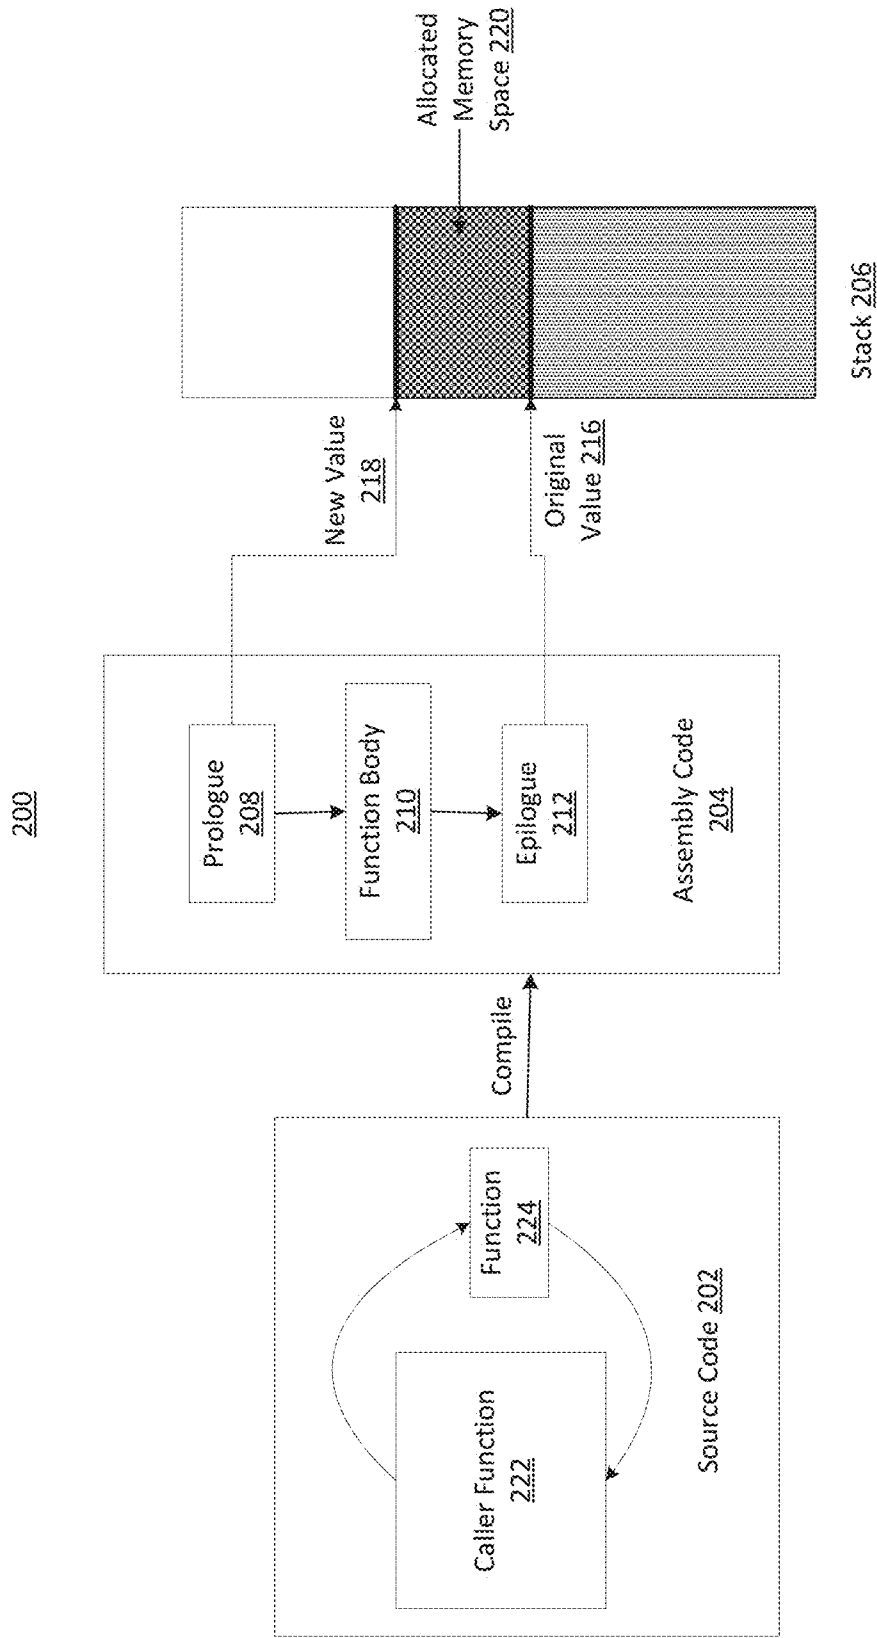 200
Caller Function
222
Function
224
Source Code 202
Compile
Prologue
208
Function Body
210
Epilogue
212
Assembly Code
204
New Value
218
Original
Value 216
Allocated
Memory
Space 220
Stack 206